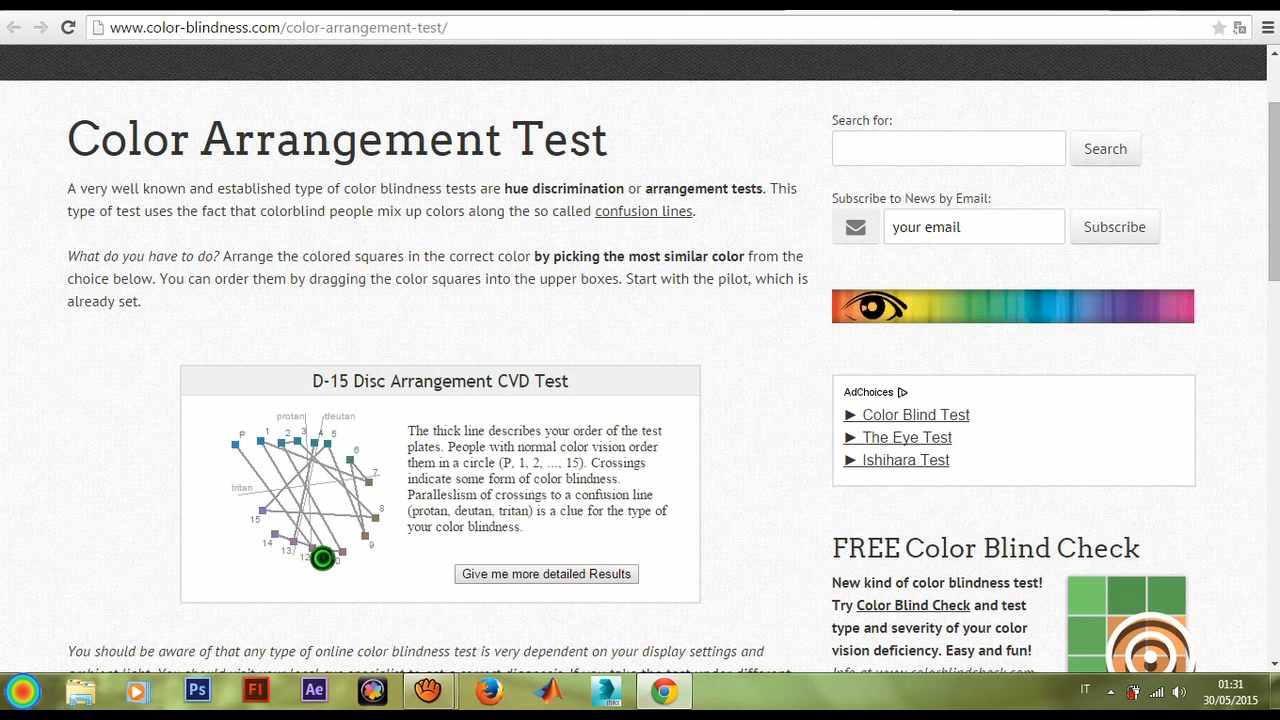 www.color-blindness.com/color-arrangement-test/
Color Arrangement Test
A very well known and established type of color blindness tests are hue discrimination or arrangement tests. This
type of test uses the fact that colorblind people mix up colors along the so called confusion lines.
What do you have to do? Arrange the colored squares in the correct color by picking the most similar color from the
choice below. You can order them by dragging the color squares into the upper boxes. Start with the pilot, which is
already set.
D-15 Disc Arrangement CVD Test
protan deutan
P 1 2 3 4 5
6
7
tritan
8
15
14
13
9
12
The thick line describes your order of the test
plates. People with normal color vision order
them in a circle (P, 1, 2, ..., 15). Crossings
indicate some form of color blindness.
Paralleslism of crossings to a confusion line
(protan, deutan, tritan) is a clue for the type of
your color blindness.
Give me more detailed Results
You should be aware of that any type of online color blindness test is very dependent on your display settings and
Search for:
Search
Subscribe to News by Email:
your email
Subscribe
AdChoices
► Color Blind Test
► The Eye Test
► Ishihara Test
FREE Color Blind Check
New kind of color blindness test!
Try Color Blind Check and test
type and severity of your color
vision deficiency. Easy and fun!
Info at www.colorblindcheck.com
Ps
Fl
Ae
MAX
IT
01:31
30/05/2015